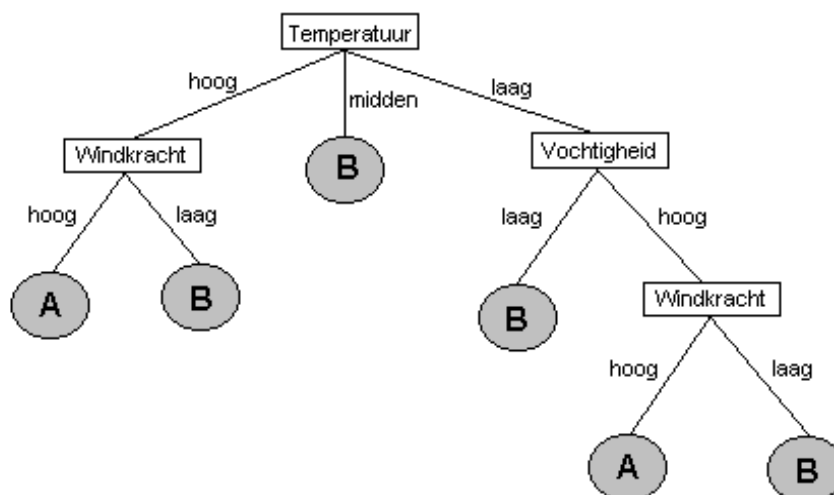 Temperatuur
hoog
midden
laag
Windkracht
B
Vochtigheid
hoog
laag
laag
hoog
A
B
B
Windkracht
hoog
laag
A
B